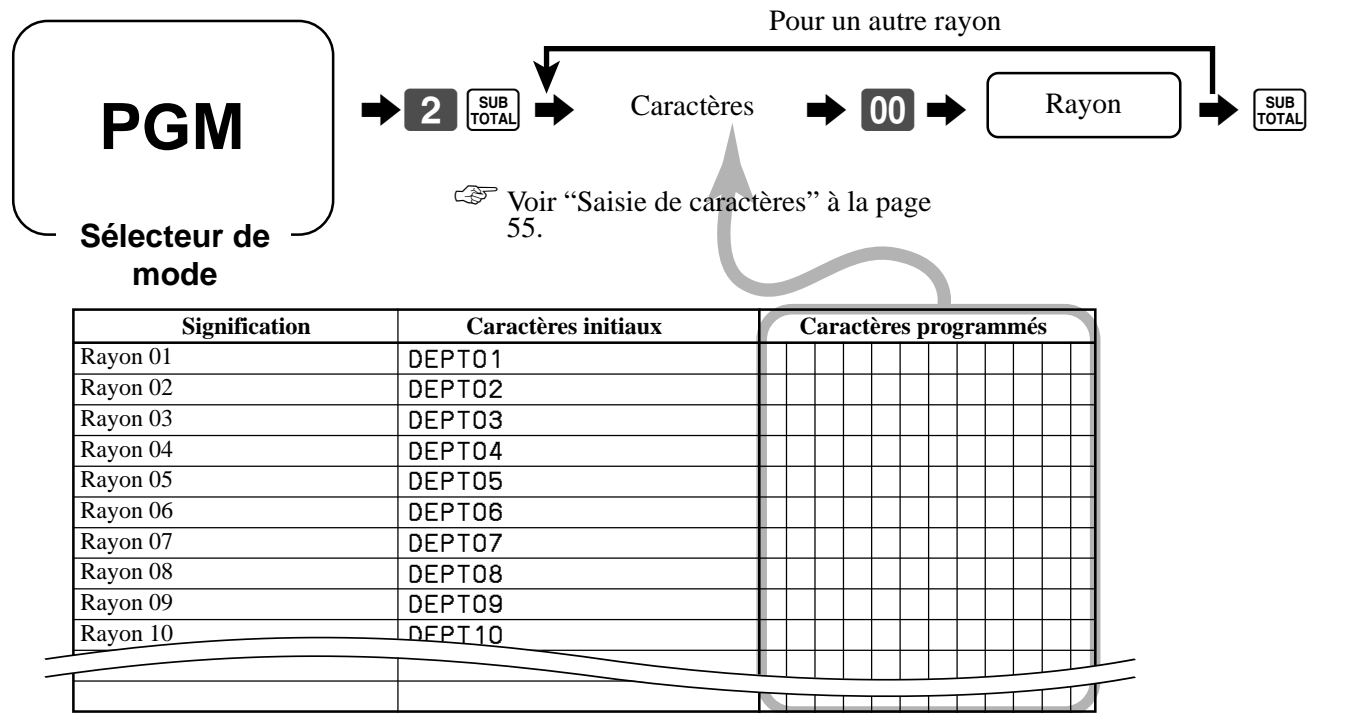 Pour un autre rayon
PGM
2 SUB TOTAL Caractères 00 Rayon SUB TOTAL
☞ Voir “Saisie de caractères” à la page
55.
Sélecteur de
mode
Signification Caractères initiaux Caractères programmés
Rayon 01 DEPT01
Rayon 02 DEPT02
Rayon 03 DEPT03
Rayon 04 DEPT04
Rayon 05 DEPT05
Rayon 06 DEPT06
Rayon 07 DEPT07
Rayon 08 DEPT08
Rayon 09 DEPT09
Rayon 10 DEPT10